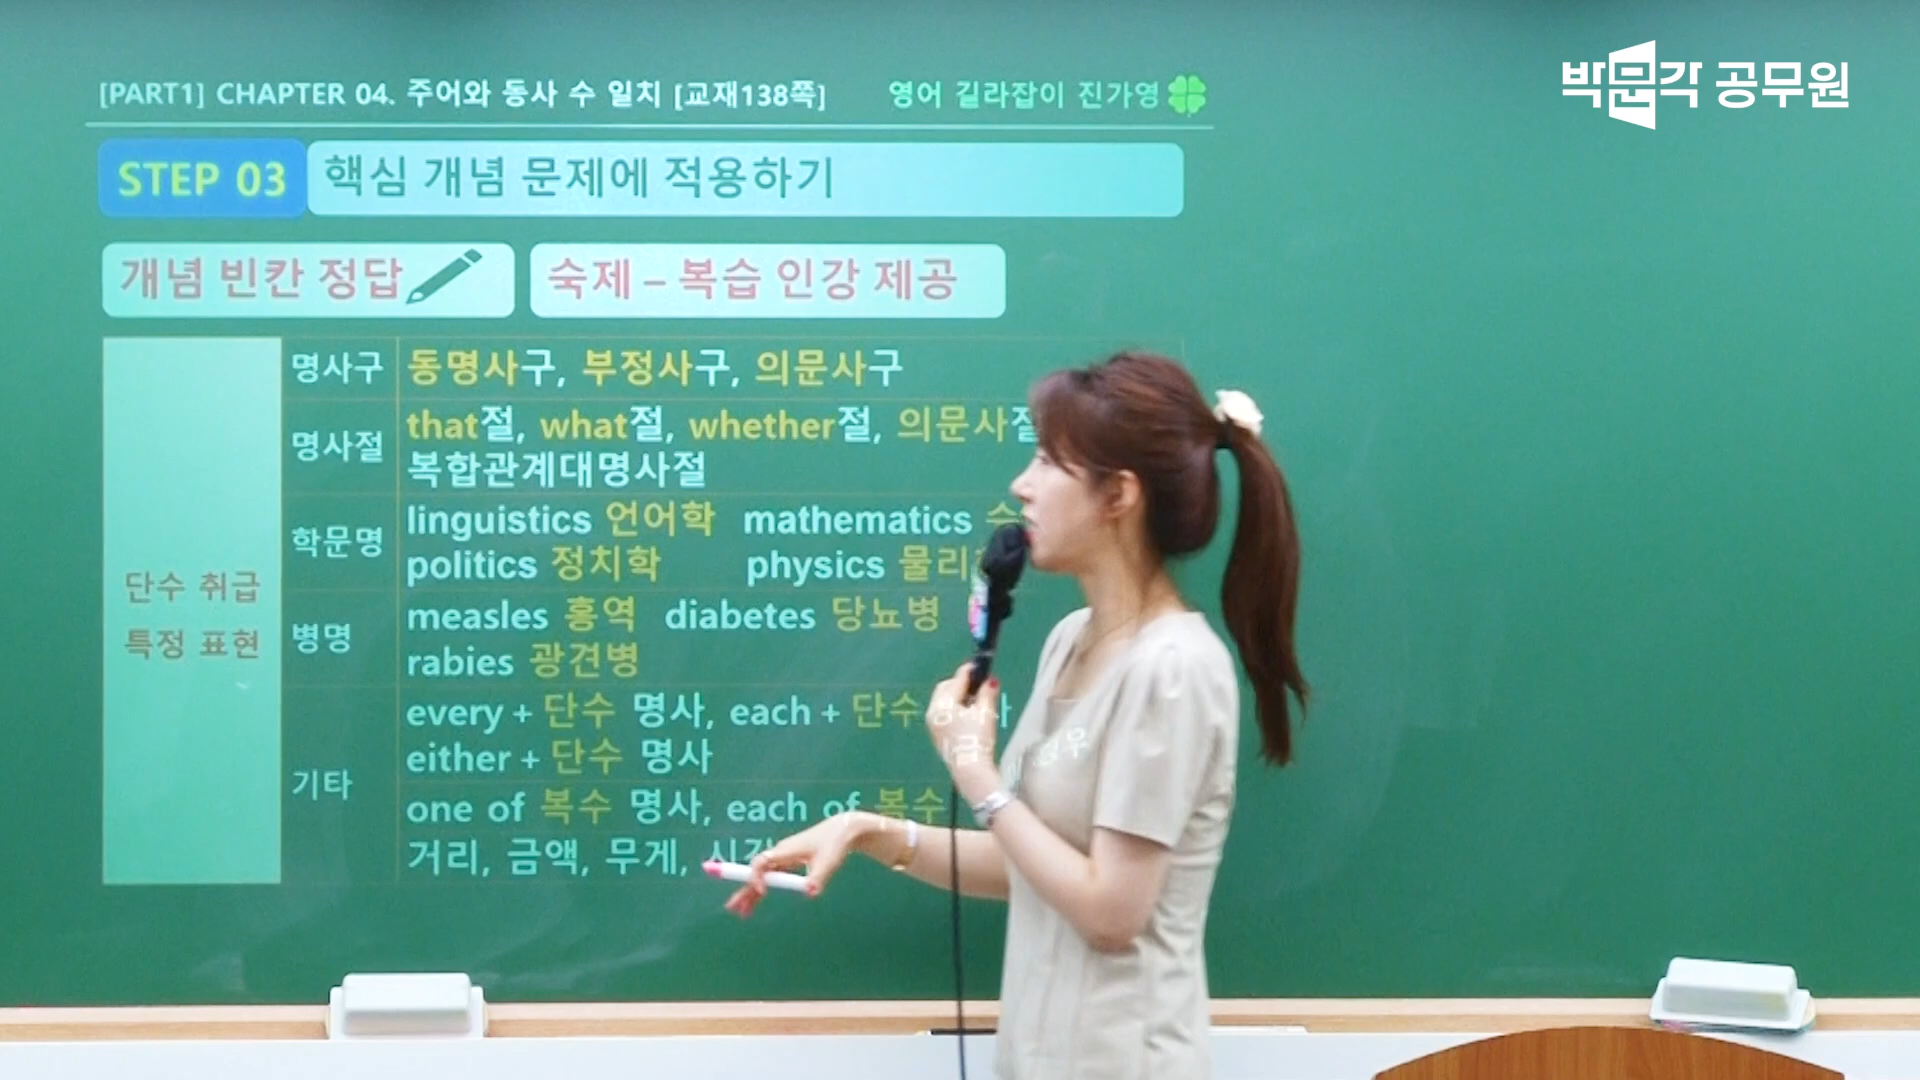 박문각 공무원
[PART1] CHAPTER 04. 주어와 동사 수 일치 [교재138쪽]
영어 길라잡이 진가영
STEP 03 핵심 개념 문제에 적용하기
개념 빈칸 정답
숙제 – 복습 인강 제공
단수 취급
특정 표현
명사구
동명사구, 부정사구, 의문사구
명사절
that절, what절, whether절, 의문사절
복합관계대명사절
학문명
linguistics 언어학 mathematics
politics 정치학 physics 물리
병명
measles 홍역 diabetes 당뇨병
rabies 광견병
기타
every + 단수 명사, each + 단수
either + 단수 명사
one of 복수 명사, each of 복수
거리, 금액, 무게,